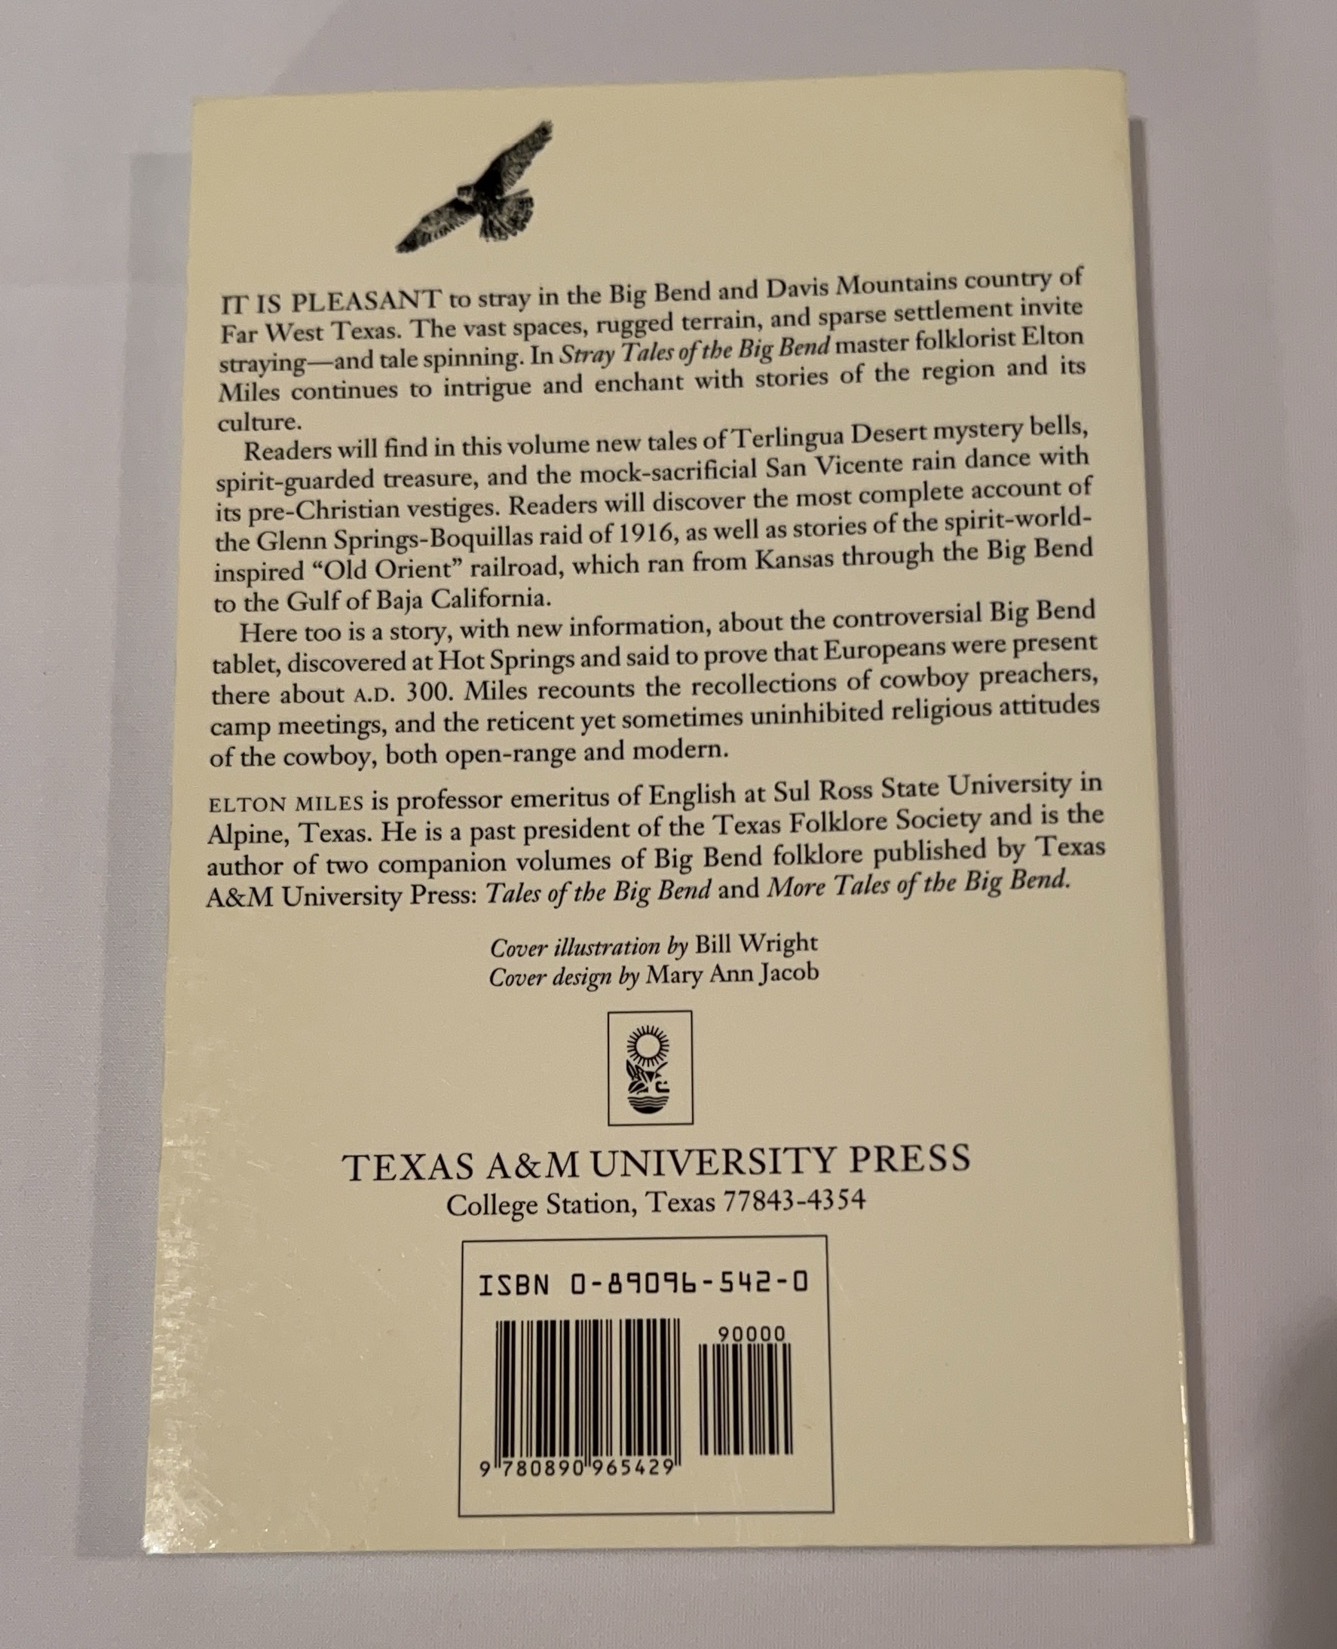 IT IS PLEASANT to stray in the Big Bend and Davis Mountains country of
Far West Texas. The vast spaces, rugged terrain, and sparse settlement invite
straying—and tale spinning. In Stray Tales of the Big Bend master folklorist Elton
Miles continues to intrigue and enchant with stories of the region and its
culture.
Readers will find in this volume new tales of Terlingua Desert mystery bells,
spirit-guarded treasure, and the mock-sacrificial San Vicente rain dance with
its pre-Christian vestiges. Readers will discover the most complete account of
the Glenn Springs-Boquillas raid of 1916, as well as stories of the spirit-world-
inspired “Old Orient” railroad, which ran from Kansas through the Big Bend
to the Gulf of Baja California.
Here too is a story, with new information, about the controversial Big Bend
tablet, discovered at Hot Springs and said to prove that Europeans were present
there about A.D. 300. Miles recounts the recollections of cowboy preachers,
camp meetings, and the reticent yet sometimes uninhibited religious attitudes
of the cowboy, both open-range and modern.
ELTON MILES is professor emeritus of English at Sul Ross State University in
Alpine, Texas. He is a past president of the Texas Folklore Society and is the
author of two companion volumes of Big Bend folklore published by Texas
A&M University Press: Tales of the Big Bend and More Tales of the Big Bend.
Cover illustration by Bill Wright
Cover design by Mary Ann Jacob
TEXAS A&M UNIVERSITY PRESS
College Station, Texas 77843-4354
ISBN 0-89096-542-0
90000
9 780890 965429